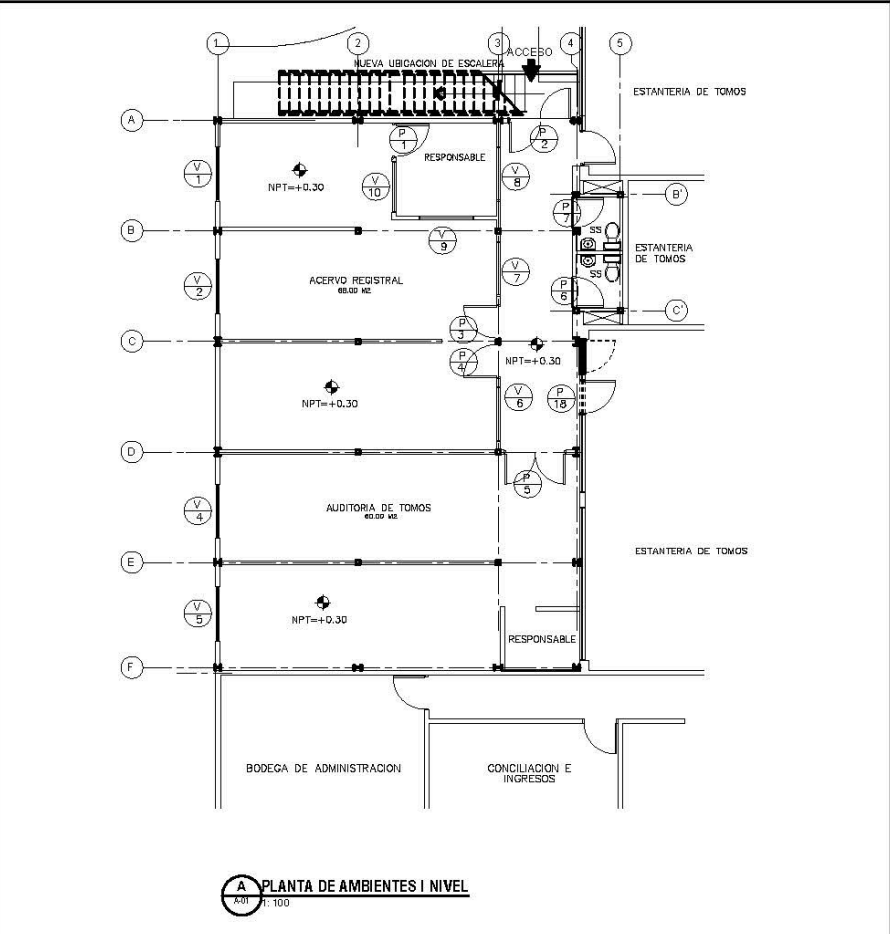 1
2
3
4
5
ACCESO
NUEVA UBICACION DE ESCALERA
ESTANTERIA DE TOMOS
A
P
1
P
2
RESPONSABLE
V
1
NPT=+0.30
V
10
V
8
B'
P
7
B
V
9
SS
ESTANTERIA
DE TOMOS
V
2
ACERVO REGISTRAL
68.00 M2
V
7
SS
P
6
C'
P
3
C
P
4
NPT=+0.30
NPT=+0.30
V
6
P
18
D
P
5
V
4
AUDITORIA DE TOMOS
60.00 M2
ESTANTERIA DE TOMOS
E
V
5
NPT=+0.30
RESPONSABLE
F
BODEGA DE ADMINISTRACION
CONCILIACION E
INGRESOS
A
A-01
PLANTA DE AMBIENTES I NIVEL
1: 100